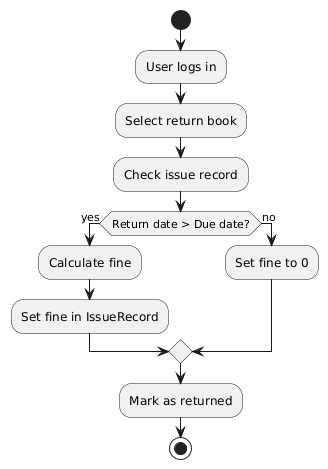 User logs in
Select return book
Check issue record
yes
Return date > Due date?
no
Calculate fine
Set fine to 0
Set fine in IssueRecord
Mark as returned